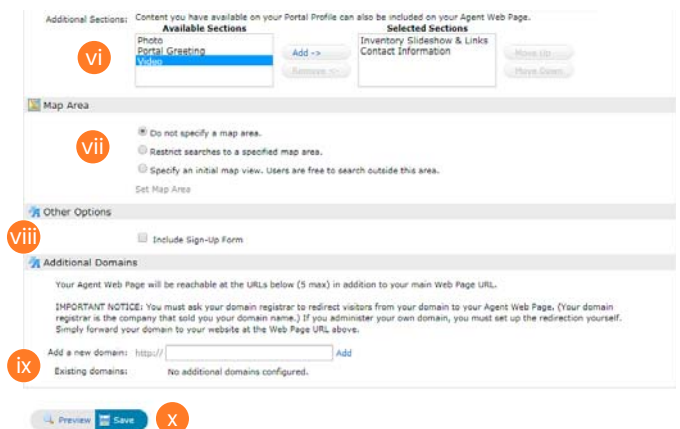 Additional Sections: Content you have available on your Portal Profile can also be included on your Agent Web Page.
Available Sections Selected Sections
Photo Inventory Slideshow & Links
Portal Greeting Add -> Contact Information Move Up
vi Video
Remove <- Move Down
Map Area
Do not specify a map area.
vii Restrict searches to a specified map area.
Specify an initial map view. Users are free to search outside this area.
Set Map Area
Other Options
viii Include Sign-Up Form
Additional Domains
Your Agent Web Page will be reachable at the URLs below (5 max) in addition to your main Web Page URL.
IMPORTANT NOTICE: You must ask your domain registrar to redirect visitors from your domain to your Agent Web Page. (Your domain
registrar is the company that sold you your domain name.) If you administer your own domain, you must set up the redirection yourself.
Simply forward your domain to your website at the Web Page URL above.
Add a new domain: http:// Add
ix Existing domains: No additional domains configured.
Preview Save x